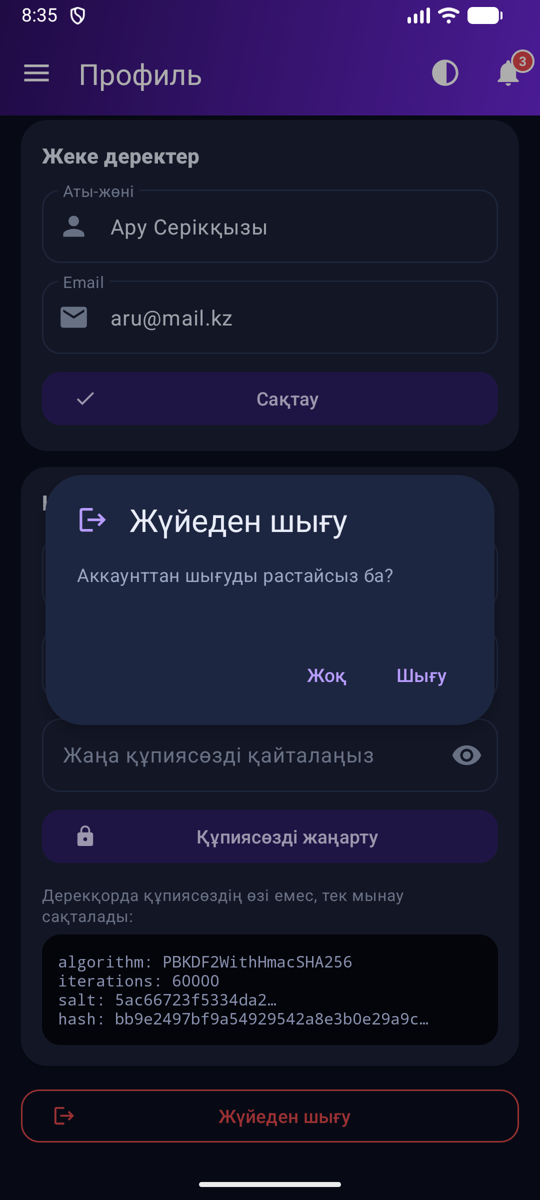 8:35
Профиль
3
Жеке деректер
Аты-жөні
Ару Серікқызы
Email
aru@mail.kz
Сақтау
Жүйеден шығу
Аккаунттан шығуды растайсыз ба?
Жоқ
Шығу
Жаңа құпиясөзді қайталаңыз
Құпиясөзді жаңарту
Дерекқорда құпиясөздің өзі емес, тек мынау
сақталады:
algorithm: PBKDF2WithHmacSHA256
iterations: 60000
salt: 5ac66723f5334da2…
hash: bb9e2497bf9a54929542a8e3b0e29a9c…
Жүйеден шығу